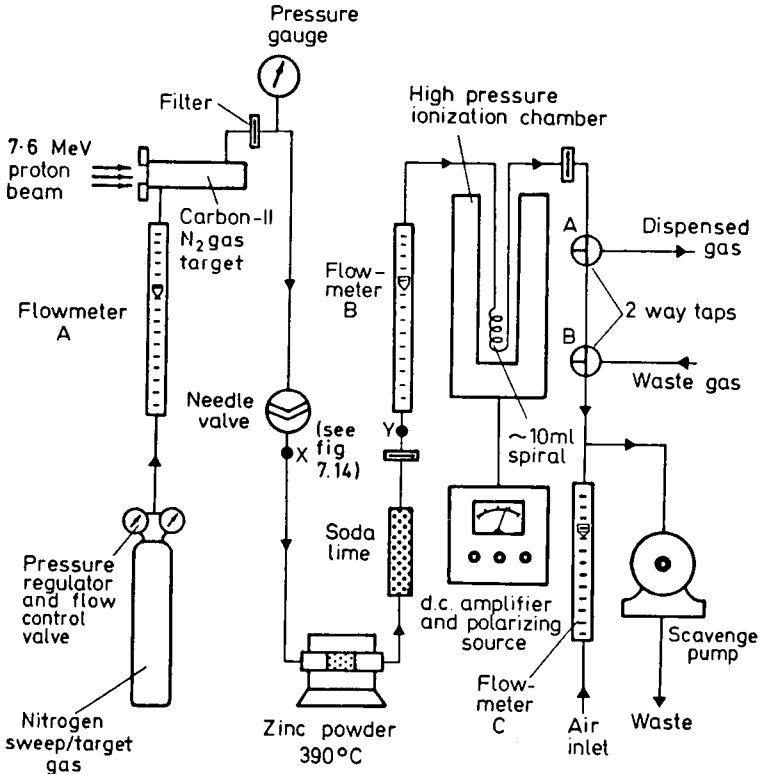 Pressure
gauge
Filter
7·6 MeV
proton
beam
Carbon-II
N₂ gas
target
Flowmeter
A
Needle
valve
X
(see
fig
7.14)
Pressure
regulator
and flow
control
valve
Nitrogen
sweep/target
gas
Zinc powder
390°C
Soda
lime
Y
Flow-
meter
B
High pressure
ionization chamber
~10ml
spiral
d.c. amplifier
and polarizing
source
A
Dispensed
gas
2 way taps
B
Waste gas
Flow-
meter
C
Air
inlet
Scavenge
pump
Waste